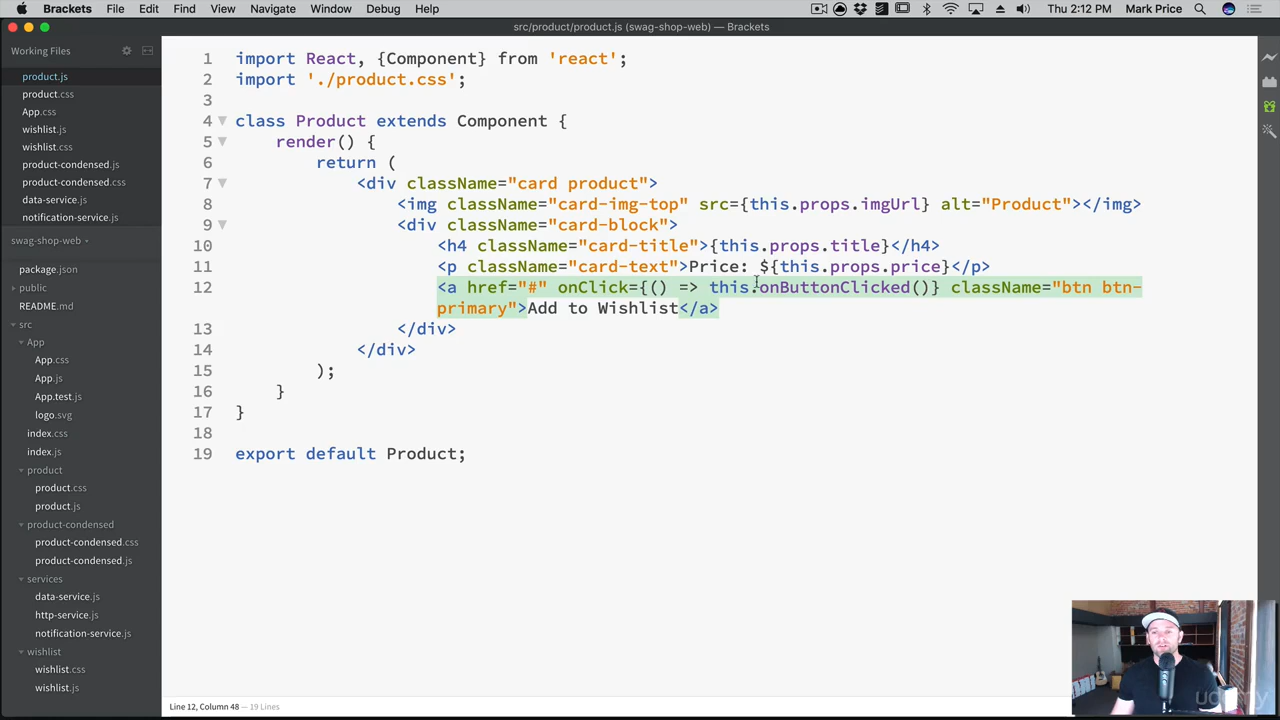 Brackets File Edit Find View Navigate Window Debug Help Thu 2:12 PM Mark Price
src/product/product.js (swag-shop-web) — Brackets
Working Files
product.js
product.css
App.css
wishlist.js
wishlist.css
product-condensed.js
product-condensed.css
data-service.js
notification-service.js
swag-shop-web
package.json
public
README.md
src
App
App.css
App.js
App.test.js
logo.svg
index.css
index.js
product
product.css
product.js
product-condensed
product-condensed.css
product-condensed.js
services
data-service.js
http-service.js
notification-service.js
wishlist
wishlist.css
wishlist.js
1 import React, {Component} from 'react';
2 import './product.css';
3
4 class Product extends Component {
5 render() {
6 return (
7 <div className="card product">
8 <img className="card-img-top" src={this.props.imgUrl} alt="Product"></img>
9 <div className="card-block">
10 <h4 className="card-title">{this.props.title}</h4>
11 <p className="card-text">Price: ${this.props.price}</p>
12 <a href="#" onClick={() => this.onButtonClicked()} className="btn btn-
primary">Add to Wishlist</a>
13 </div>
14 </div>
15 );
16 }
17 }
18
19 export default Product;
Line 12, Column 48 — 19 Lines
udemy